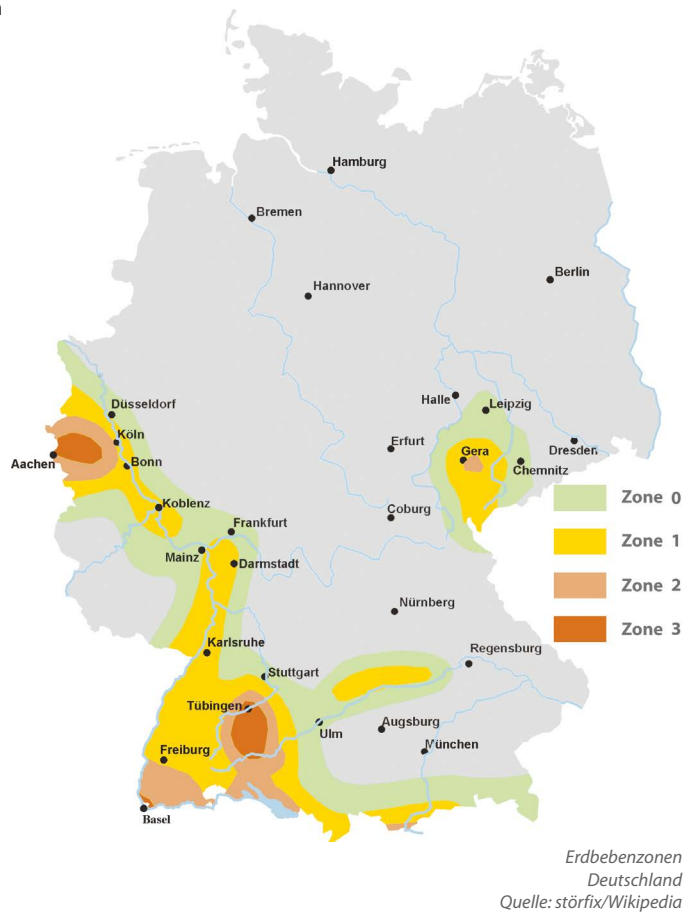 Hamburg
Bremen
Berlin
Hannover
Halle
Leipzig
Düsseldorf
Köln
Erfurt
Gera
Dresden
Aachen
Bonn
Chemnitz
Koblenz
Zone 0
Coburg
Frankfurt
Zone 1
Mainz
Darmstadt
Zone 2
Nürnberg
Zone 3
Karlsruhe
Regensburg
Stuttgart
Tübingen
Augsburg
Ulm
München
Freiburg
Basel
Erdbebenzonen
Deutschland
Quelle: störfix/Wikipedia